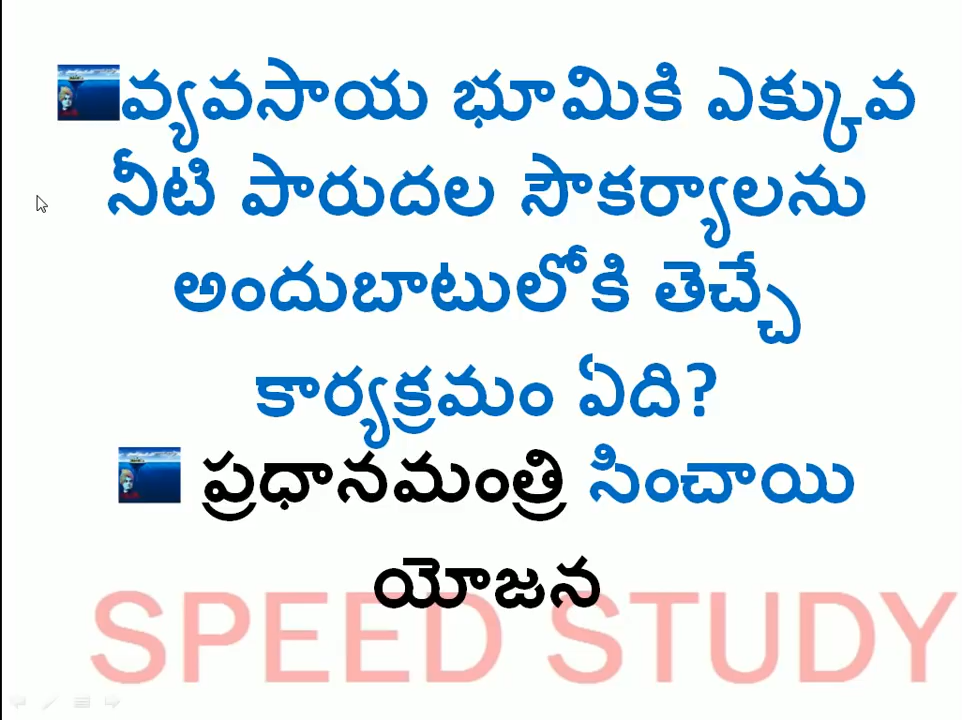 వ్యవసాయ భూమికి ఎక్కువ
నీటి పారుదల సౌకర్యాలను
అందుబాటులోకి తెచ్చే
కార్యక్రమం ఏది?
ప్రధానమంత్రి సించాయి
యోజన
SPEED STUDY